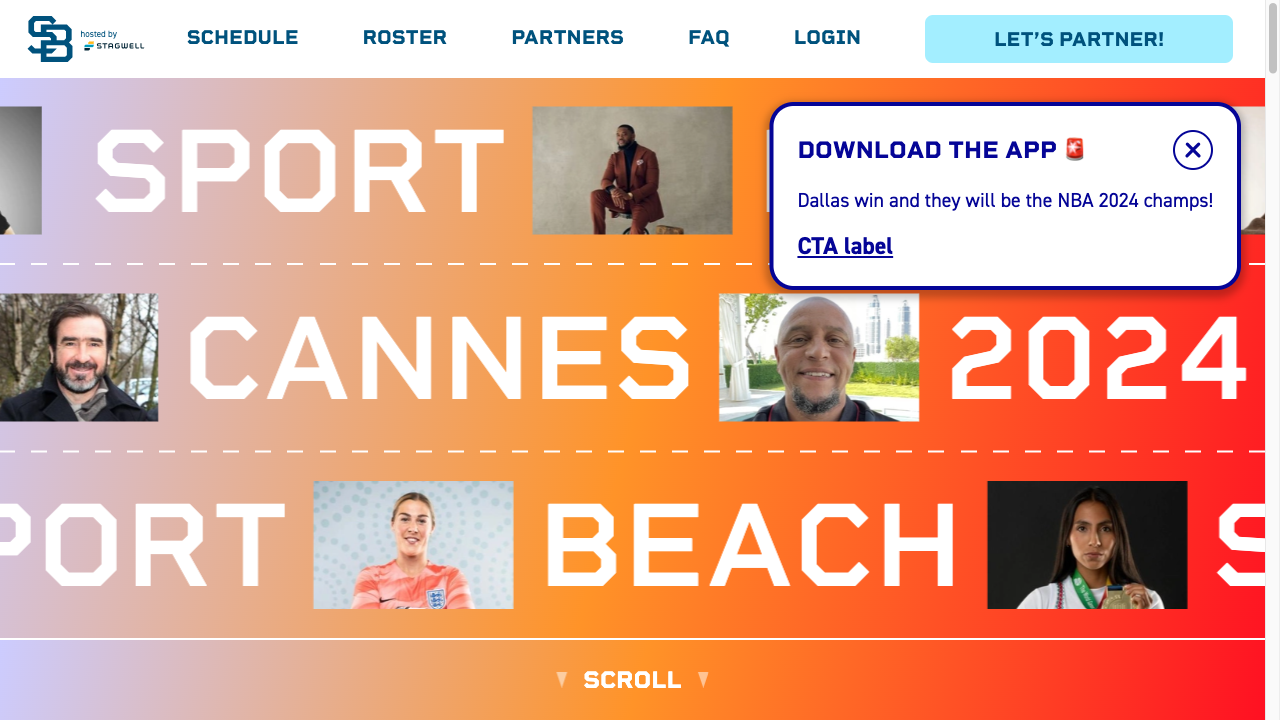 SB
hosted by
STAGWELL
SCHEDULE
ROSTER
PARTNERS
FAQ
LOGIN
LET’S PARTNER!
SPORT
DOWNLOAD THE APP 🚨
Dallas win and they will be the NBA 2024 champs!
CTA label
CANNES
2024
PORT
BEACH
S
SCROLL